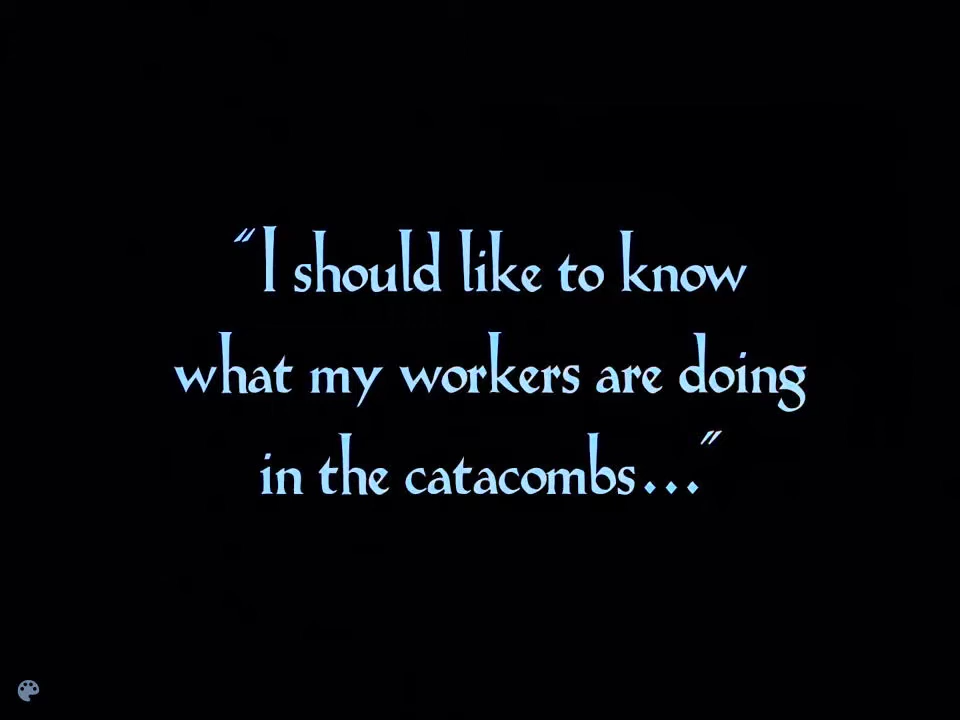 "I should like to know
what my workers are doing
in the catacombs..."